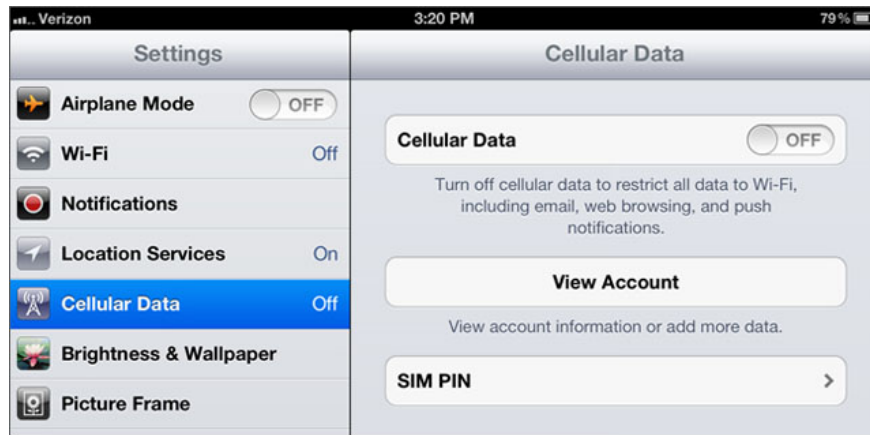 Verizon 3:20 PM 79%
Settings
Airplane Mode OFF
Wi-Fi Off
Notifications
Location Services On
Cellular Data Off
Brightness & Wallpaper
Picture Frame
Cellular Data
Cellular Data OFF
Turn off cellular data to restrict all data to Wi-Fi,
including email, web browsing, and push
notifications.
View Account
View account information or add more data.
SIM PIN